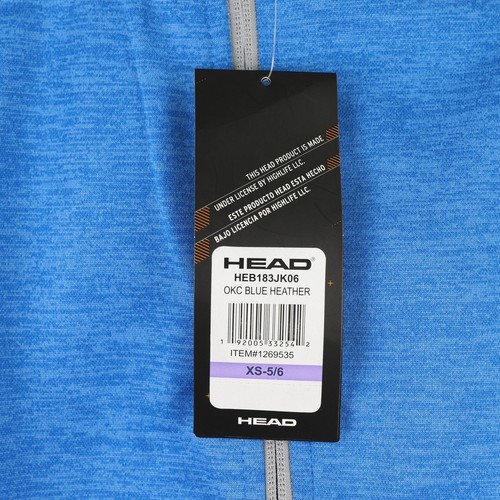 THIS HEAD PRODUCT IS MADE
UNDER LICENSE BY HIGHLIFE LLC.
ESTE PRODUCTO HEAD ESTA HECHO
BAJO LICENCIA POR HIGHLIFE LLC.
HEAD
HEB183JK06
OKC BLUE HEATHER
1 92005 33254 2
ITEM#1269535
XS-5/6
HEAD